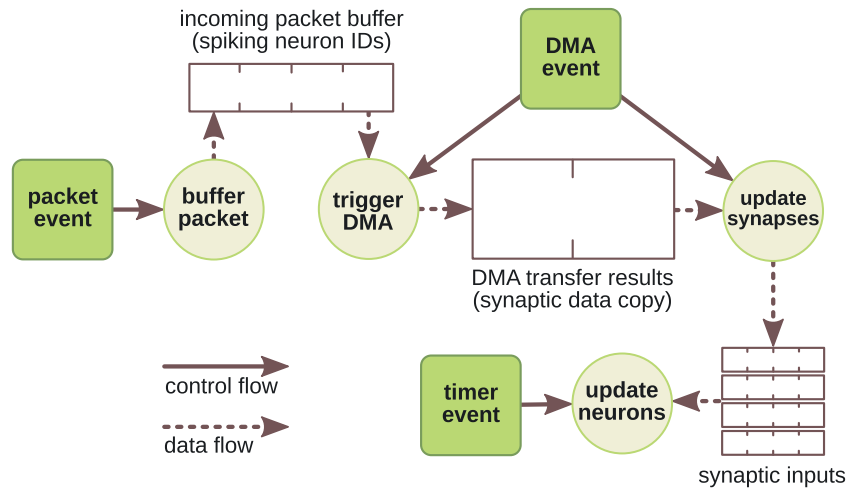 incoming packet buffer
(spiking neuron IDs)
DMA
event
packet
event
buffer
packet
trigger
DMA
update
synapses
DMA transfer results
(synaptic data copy)
control flow
data flow
timer
event
update
neurons
synaptic inputs